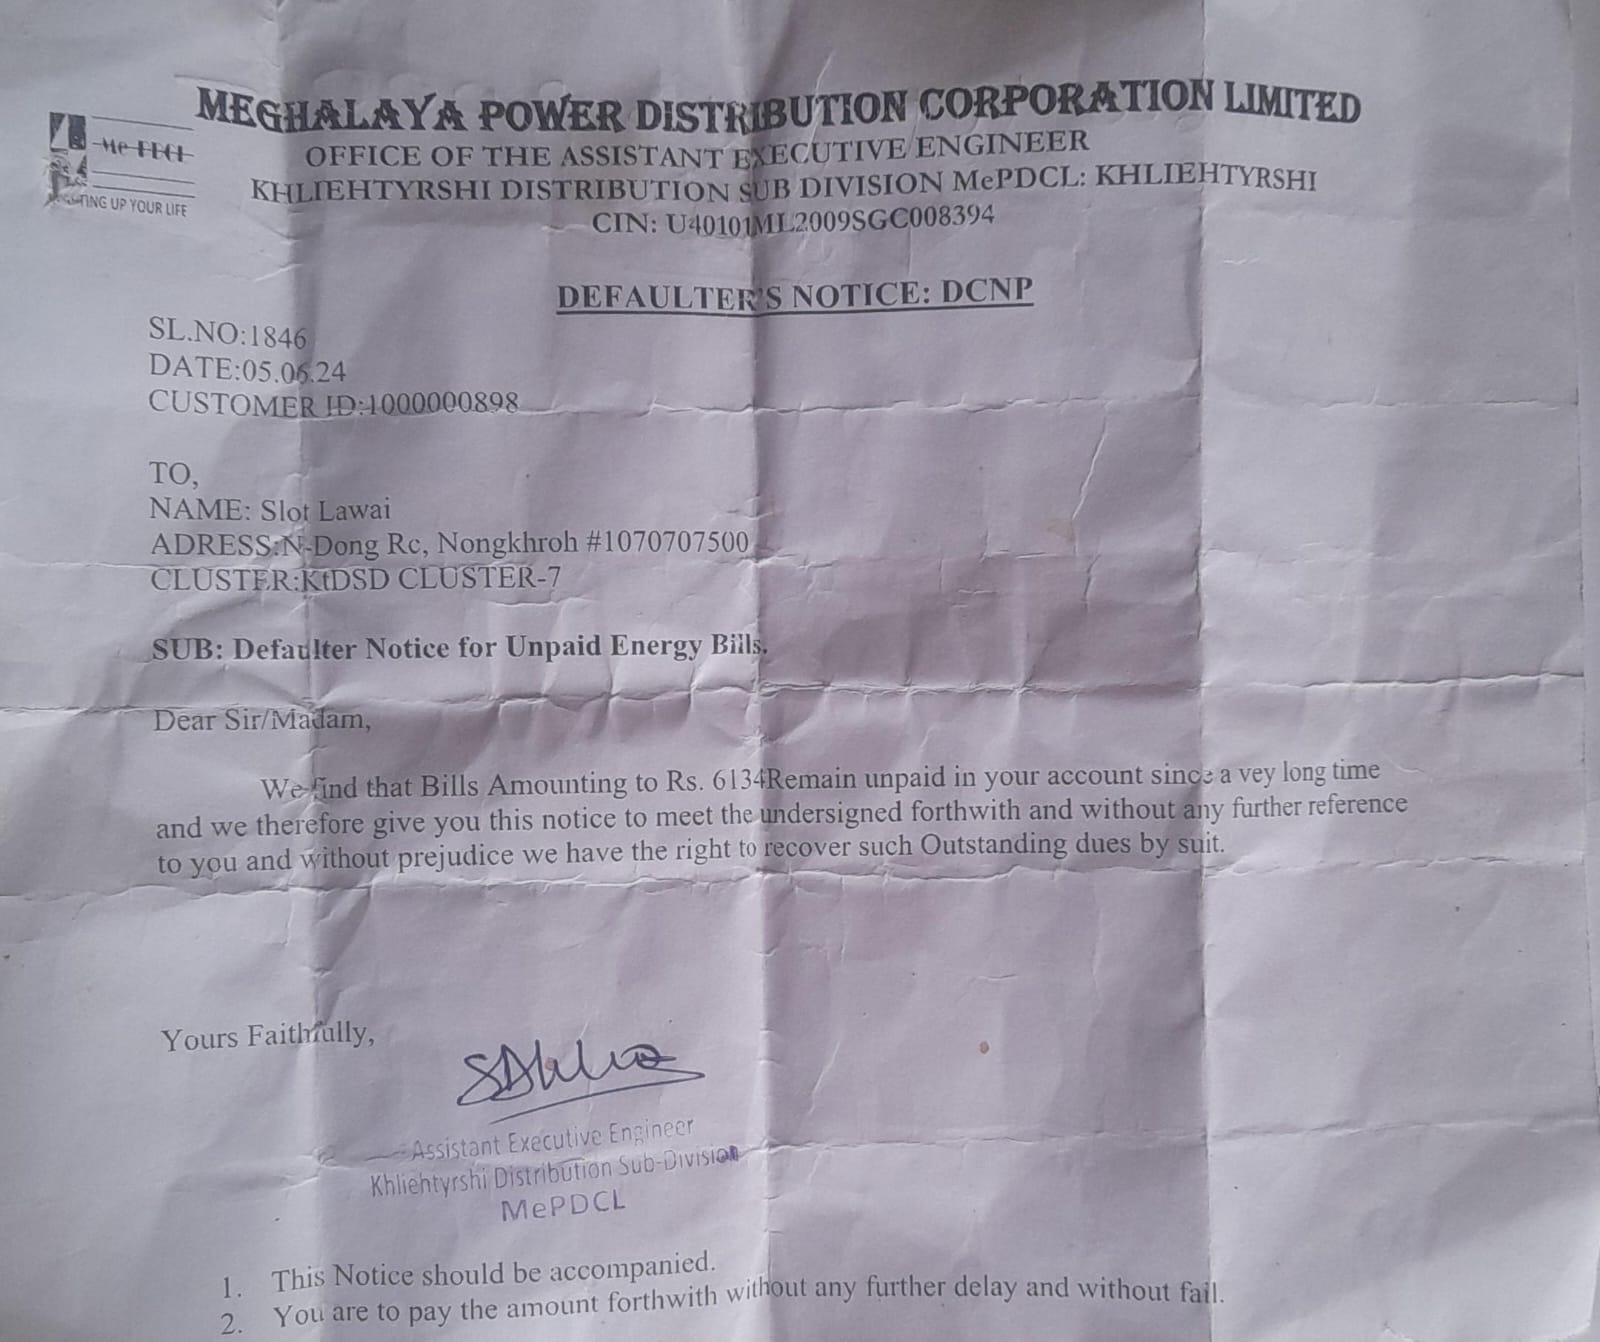 MEGHALAYA POWER DISTRIBUTION CORPORATION LIMITED
OFFICE OF THE ASSISTANT EXECUTIVE ENGINEER
KHLIEHTYRSHI DISTRIBUTION SUB DIVISION MePDCL: KHLIEHTYRSHI
CIN: U40101ML2009SGC008394
UP YOUR LIFE
DEFAULTER'S NOTICE: DCNP
SL.NO:1846
DATE:05.06.24
CUSTOMER ID:1000000898
TO,
NAME: Slot Lawai
ADRESS:N-Dong Rc, Nongkhroh #1070707500
CLUSTER:KtDSD CLUSTER-7
SUB: Defaulter Notice for Unpaid Energy Bills.
Dear Sir/Madam,
We find that Bills Amounting to Rs. 6134Remain unpaid in your account since a vey long time
and we therefore give you this notice to meet the undersigned forthwith and without any further reference
to you and without prejudice we have the right to recover such Outstanding dues by suit.
Yours Faithfully,
Assistant Executive Engineer
Khliehtyrshi Distribution Sub-Division
MePDCL
1. This Notice should be accompanied.
2. You are to pay the amount forthwith without any further delay and without fail.